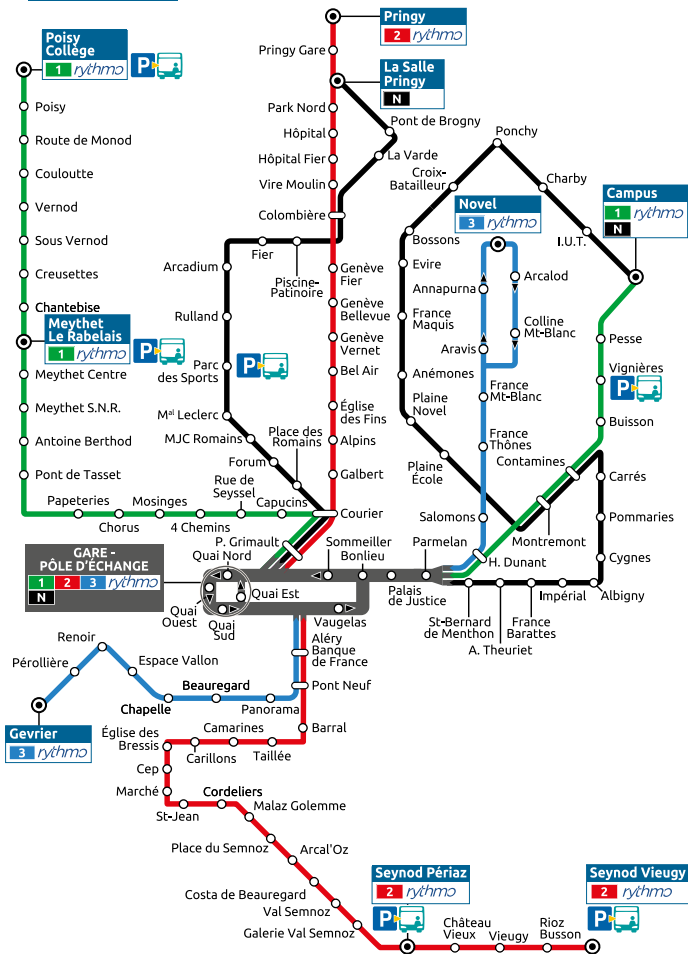 Pringy
2 rythmo
Poisy
Collège
1 rythmo
P
Pringy Gare
La Salle
Pringy
N
Poisy
Park Nord
Pont de Brogny
Ponchy
Route de Monod
Hôpital
La Varde
Couloutte
Hôpital Fier
Croix-
Batailleur
Charby
Vire Moulin
Campus
1 rythmo
N
Novel
3 rythmo
Vernod
Colombière
Sous Vernod
Fier
Bossons
I.U.T.
Creusettes
Arcadium
Piscine-
Patinoire
Genève
Fier
Evire
Annapurna
Arcalod
Chantebise
Rulland
Genève
Bellevue
France
Maquis
Colline
Mt-Blanc
Meythet
Le Rabelais
1 rythmo
P
Genève
Vernet
Aravis
Pesse
Meythet Centre
Parc
des Sports
P
Bel Air
Anémones
France
Mt-Blanc
Vignières
P
Meythet S.N.R.
Mal Leclerc
Église
des Fins
Plaine
Novel
Buisson
Antoine Berthod
MJC Romains
Place des
Romains
Alpins
France
Thônes
Pont de Tasset
Forum
Galbert
Plaine
École
Contamines
Carrés
Papeteries
Mosinges
Rue de
Seyssel
Capucins
Courier
Salomons
Pommaries
Chorus
4 Chemins
P. Grimault
Montremont
GARE -
PÔLE D'ÉCHANGE
1 2 3 rythmo
N
Quai Nord
Sommeiller
Bonlieu
Parmelan
H. Dunant
Cygnes
Quai Est
Palais
de Justice
Quai
Ouest
Quai
Sud
Vaugelas
St-Bernard
de Menthon
France
Barattes
Impérial
Albigny
A. Theuriet
Renoir
Aléry
Banque
de France
Pérollière
Espace Vallon
Beauregard
Pont Neuf
Chapelle
Panorama
Gevrier
3 rythmo
Église des
Bressis
Camarines
Barral
Carillons
Taillée
Cep
Marché
Cordeliers
St-Jean
Malaz Golemme
Place du Semnoz
Arcal'Oz
Seynod Périaz
2 rythmo
P
Seynod Vieugy
2 rythmo
P
Costa de Beauregard
Val Semnoz
Galerie Val Semnoz
Château
Vieux
Vieugy
Rioz
Busson